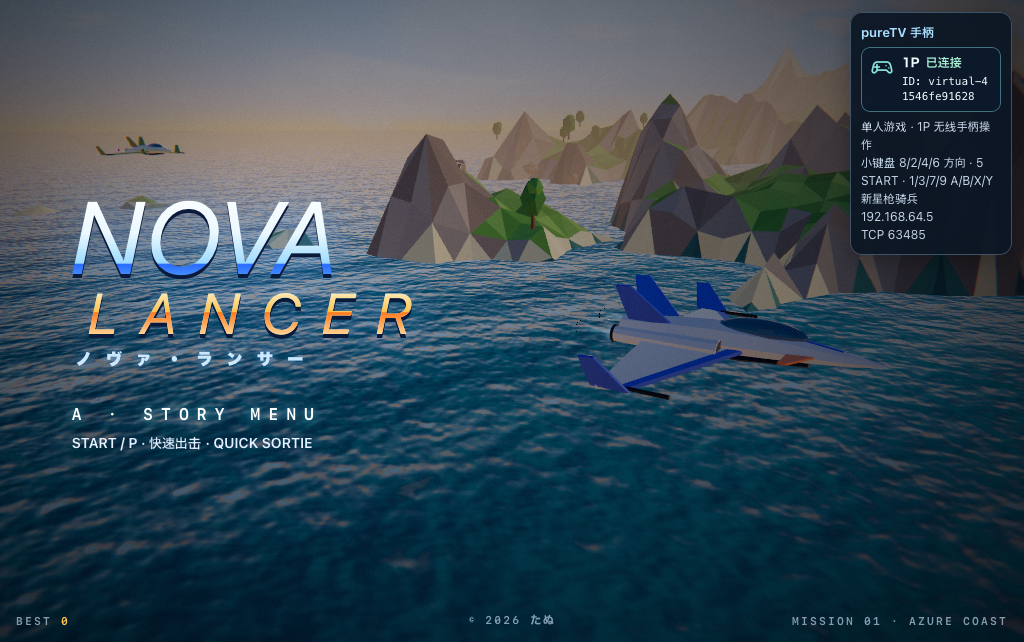 pureTV 手柄
1P 已连接
ID: virtual-4
1546fe91628
单人游戏 · 1P 无线手柄操
作
小键盘 8/2/4/6 方向 · 5
START · 1/3/7/9 A/B/X/Y
新星枪骑兵
192.168.64.5
TCP 63485
NOVA
LANCER
ノヴァ・ランサー
A · STORY MENU
START / P · 快速出击 · QUICK SORTIE
BEST 0
© 2026 たぬ
MISSION 01 · AZURE COAST